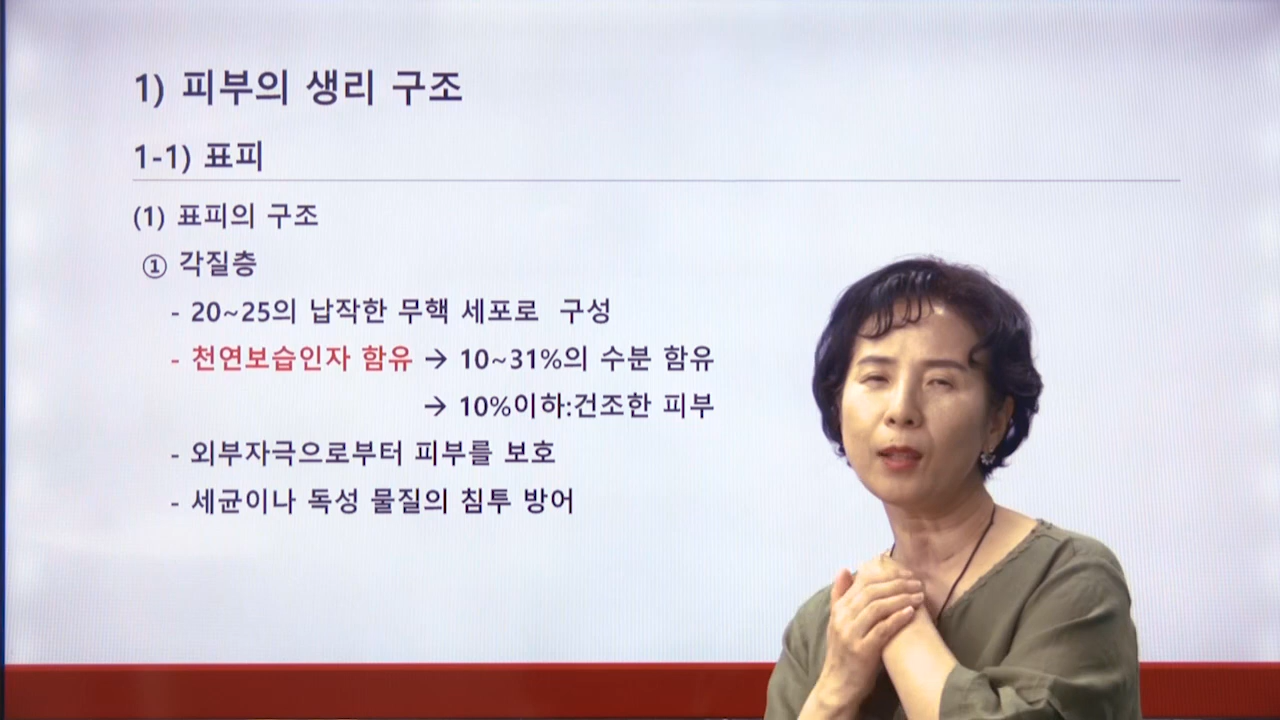 1) 피부의 생리 구조
1-1) 표피
(1) 표피의 구조
① 각질층
- 20~25의 납작한 무핵 세포로 구성
- 천연보습인자 함유 → 10~31%의 수분 함유
→ 10%이하:건조한 피부
- 외부자극으로부터 피부를 보호
- 세균이나 독성 물질의 침투 방어